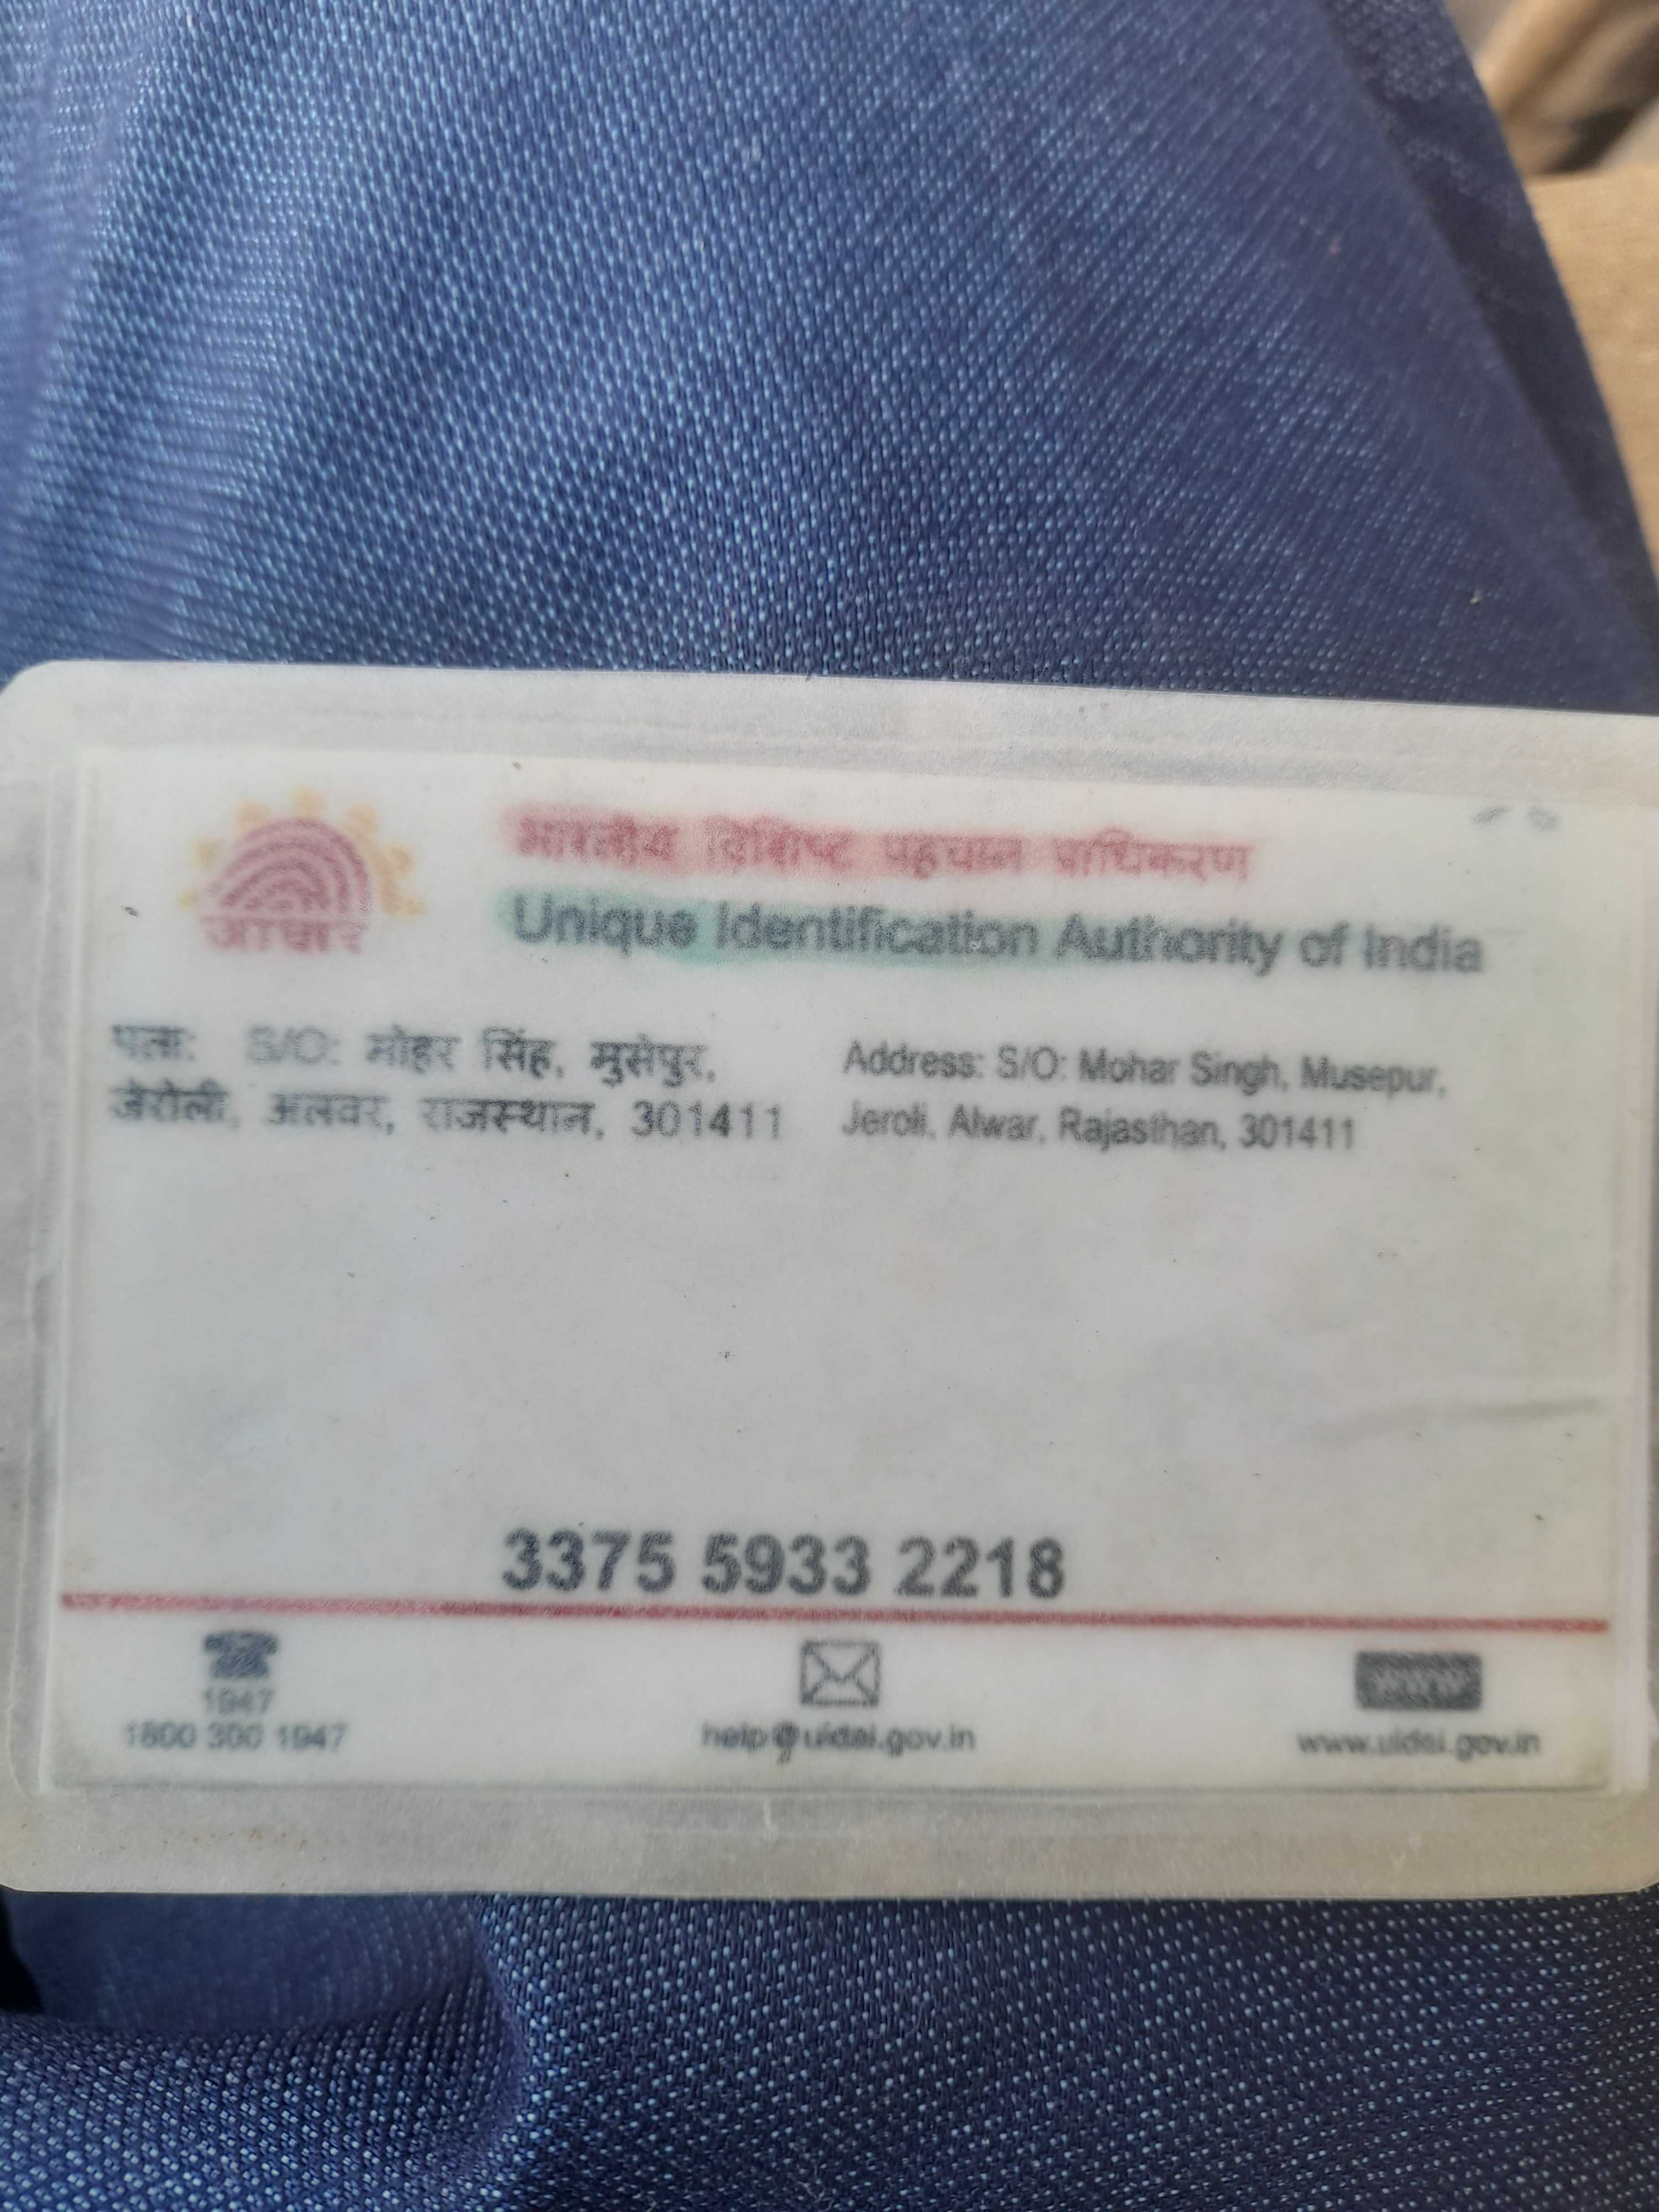 भारतीय विशिष्ट पहचान प्राधिकरण
Unique Identification Authority of India
आधार
पता: S/O: मोहर सिंह, मुसेपुर,
जेरोली, अलवर, राजस्थान, 301411
Address: S/O: Mohar Singh, Musepur,
Jeroli, Alwar, Rajasthan, 301411
3375 5933 2218
1947
1800 300 1947
help@uidai.gov.in
www
www.uidai.gov.in